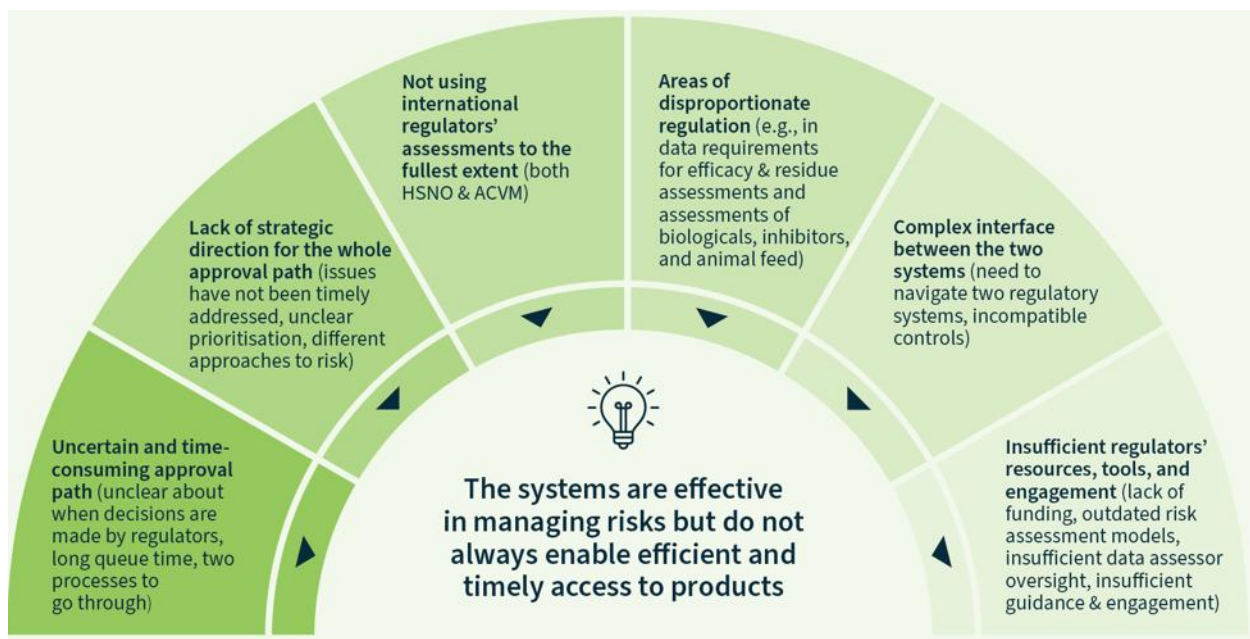 Uncertain and time-
consuming approval
path (unclear about
when decisions are
made by regulators,
long queue time, two
processes to
go through)
Lack of strategic
direction for the whole
approval path (issues
have not been timely
addressed, unclear
prioritisation, different
approaches to risk)
Not using
international
regulators’
assessments to the
fullest extent (both
HSNO & ACVM)
Areas of
disproportionate
regulation (e.g., in
data requirements
for efficacy & residue
assessments and
assessments of
biologicals, inhibitors,
and animal feed)
Complex interface
between the two
systems (need to
navigate two regulatory
systems, incompatible
controls)
Insufficient regulators’
resources, tools, and
engagement (lack of
funding, outdated risk
assessment models,
insufficient data assessor
oversight, insufficient
guidance & engagement)
The systems are effective
in managing risks but do not
always enable efficient and
timely access to products